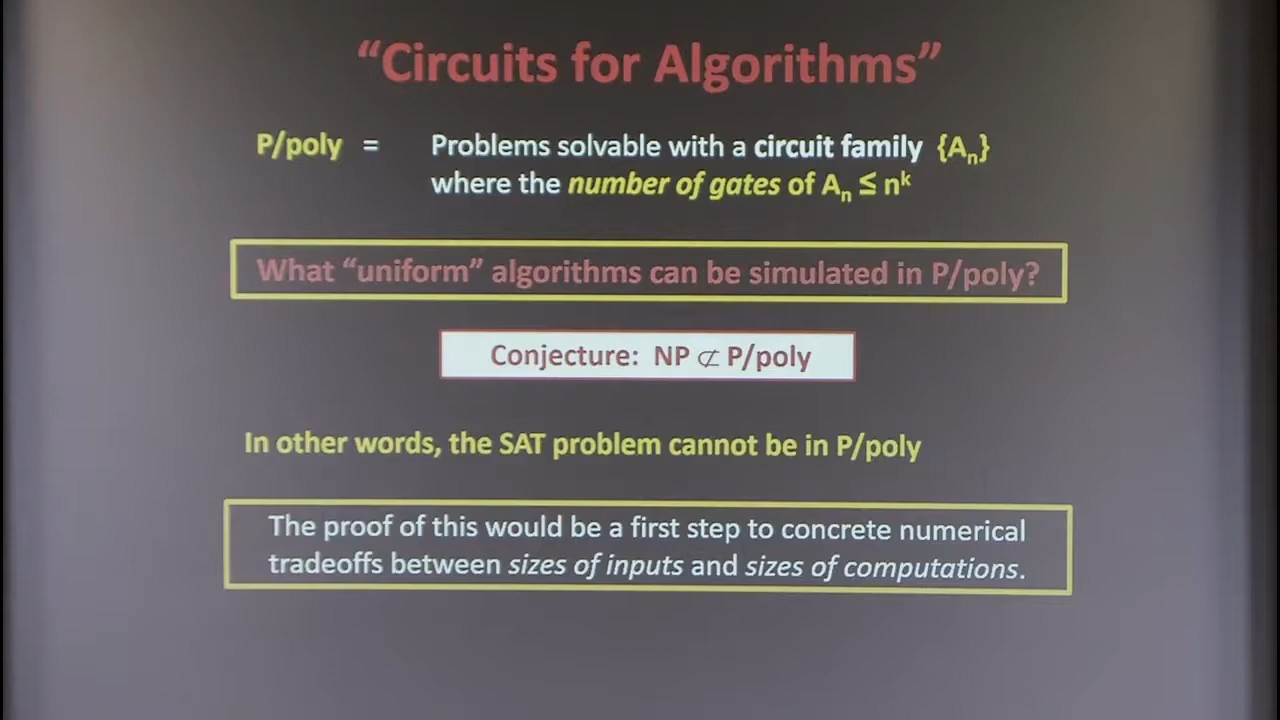 “Circuits for Algorithms”
P/poly = Problems solvable with a circuit family {Aₙ}
where the number of gates of Aₙ ≤ nᵏ
What “uniform” algorithms can be simulated in P/poly?
Conjecture: NP ⊄ P/poly
In other words, the SAT problem cannot be in P/poly
The proof of this would be a first step to concrete numerical
tradeoffs between sizes of inputs and sizes of computations.